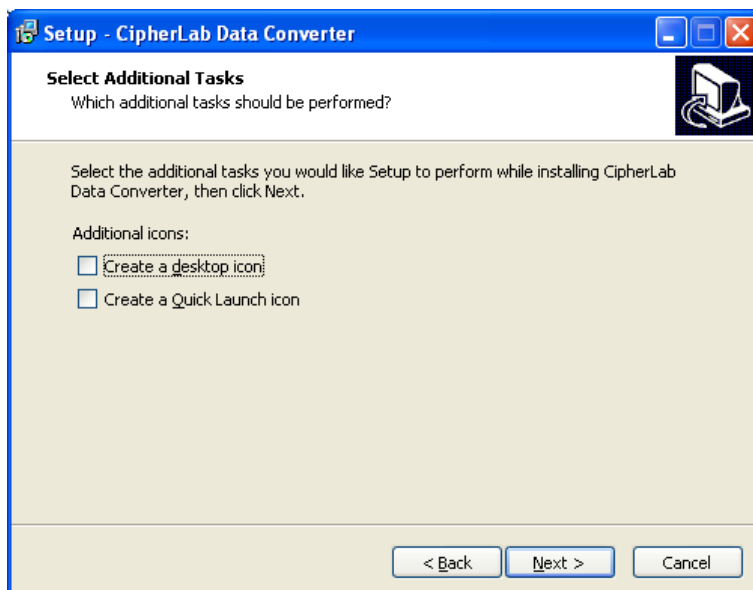 Setup - CipherLab Data Converter
Select Additional Tasks
Which additional tasks should be performed?
Select the additional tasks you would like Setup to perform while installing CipherLab
Data Converter, then click Next.
Additional icons:
Create a desktop icon
Create a Quick Launch icon
< Back
Next >
Cancel